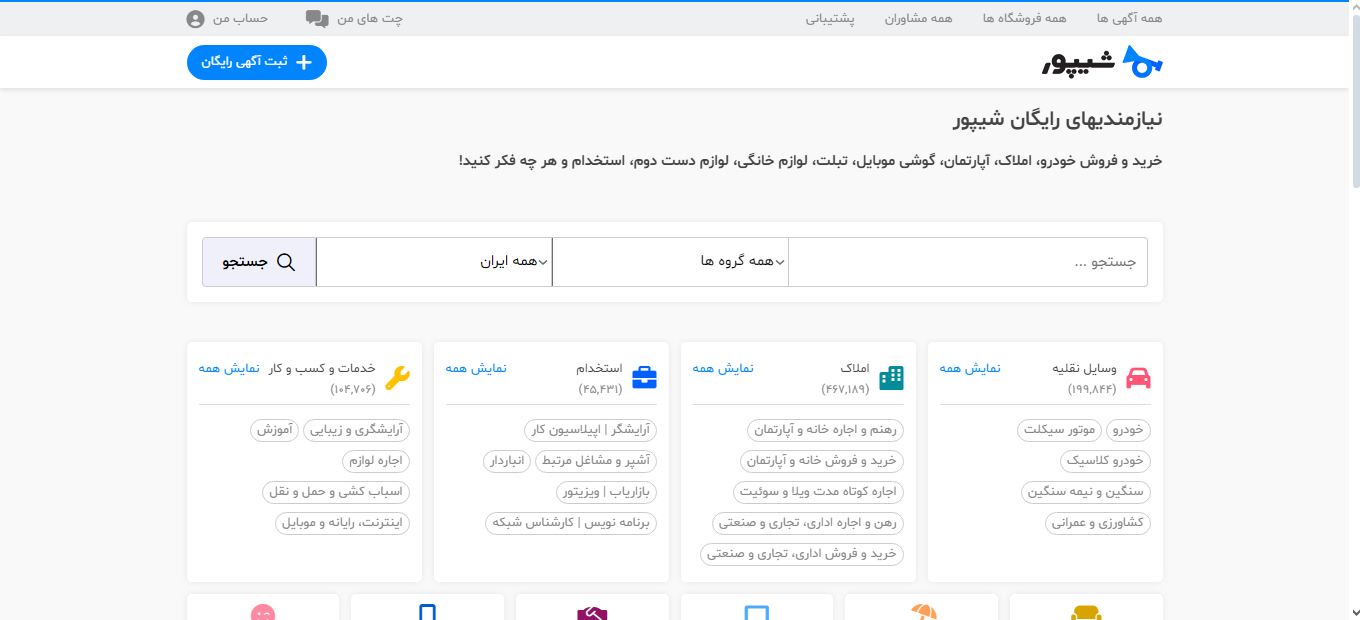 همه آگهی ها همه فروشگاه ها همه مشاوران پشتیبانی چت های من حساب من
شیپور ثبت آگهی رایگان
نیازمندیهای رایگان شیپور
خرید و فروش خودرو، املاک، آپارتمان، گوشی موبایل، تبلت، لوازم خانگی، لوازم دست دوم، استخدام و هر چه فکر کنید!
جستجو ... همه گروه ها همه ایران جستجو
وسایل نقلیه نمایش همه
(۱۹۹,۸۴۴)
خودرو موتور سیکلت
خودرو کلاسیک
سنگین و نیمه سنگین
کشاورزی و عمرانی
املاک نمایش همه
(۴۶۷,۱۸۹)
رهنم و اجاره خانه و آپارتمان
خرید و فروش خانه و آپارتمان
اجاره کوتاه مدت ویلا و سوئیت
رهن و اجاره اداری، تجاری و صنعتی
خرید و فروش اداری، تجاری و صنعتی
استخدام نمایش همه
(۴۵,۴۳۱)
آرایشگر | اپیلاسیون کار
آشپر و مشاغل مرتبط انباردار
بازاریاب | ویزیتور
برنامه نویس | کارشناس شبکه
خدمات و کسب و کار نمایش همه
(۱۰۴,۷۰۶)
آرایشگری و زیبایی آموزش
اجاره لوازم
اسباب کشی و حمل و نقل
اینترنت، رایانه و موبایل